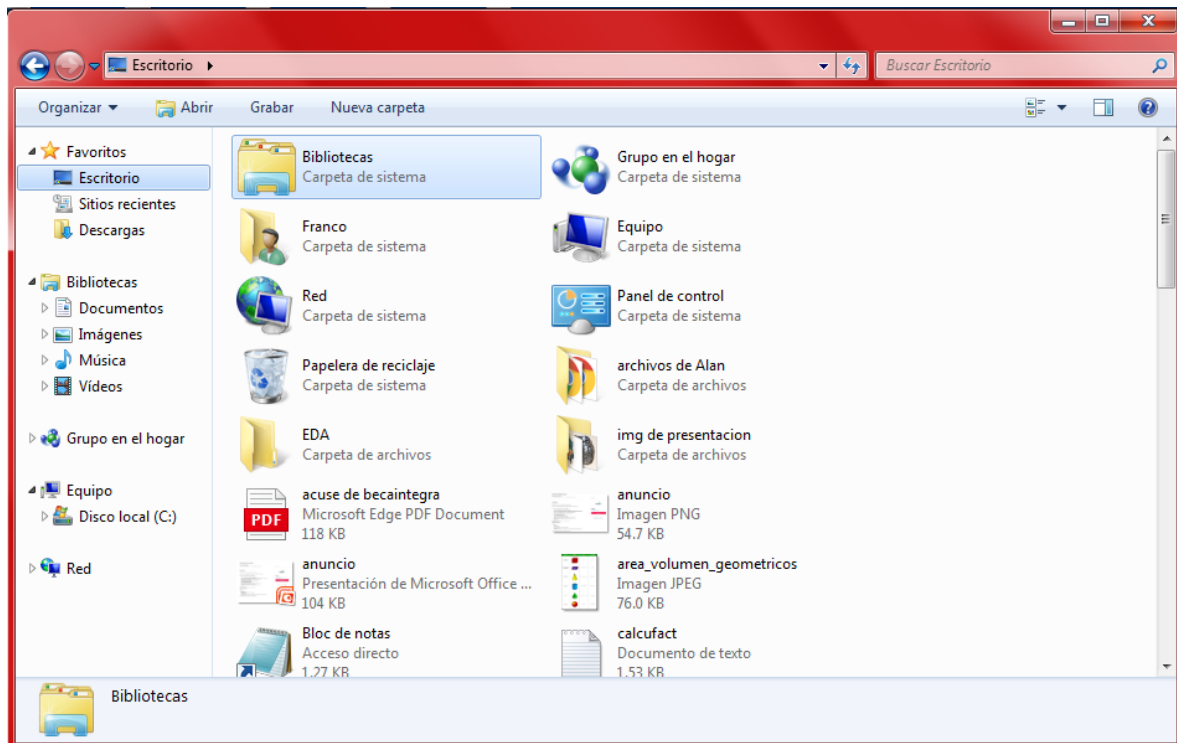 Escritorio
Buscar Escritorio
Organizar
Abrir
Grabar
Nueva carpeta
Favoritos
Escritorio
Sitios recientes
Descargas
Bibliotecas
Documentos
Imágenes
Música
Vídeos
Grupo en el hogar
Equipo
Disco local (C:)
Red
Bibliotecas
Carpeta de sistema
Grupo en el hogar
Carpeta de sistema
Franco
Carpeta de sistema
Equipo
Carpeta de sistema
Red
Carpeta de sistema
Panel de control
Carpeta de sistema
Papelera de reciclaje
Carpeta de sistema
archivos de Alan
Carpeta de archivos
EDA
Carpeta de archivos
img de presentacion
Carpeta de archivos
PDF
acuse de becaintegra
Microsoft Edge PDF Document
118 KB
anuncio
Imagen PNG
54.7 KB
anuncio
Presentación de Microsoft Office ...
104 KB
area_volumen_geometricos
Imagen JPEG
76.0 KB
Bloc de notas
Acceso directo
1.27 KB
calcufact
Documento de texto
1.53 KB
Bibliotecas